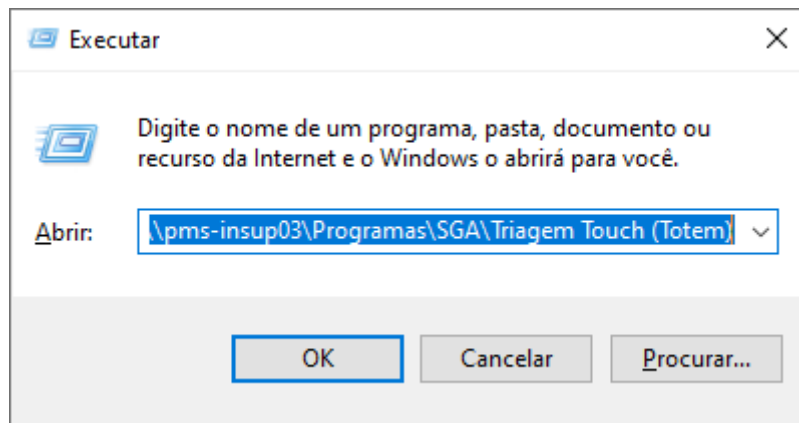 Executar
Digite o nome de um programa, pasta, documento ou
recurso da Internet e o Windows o abrirá para você.
Abrir: \\pms-insup03\Programas\SGA\Triagem Touch (Totem)
OK Cancelar Procurar...